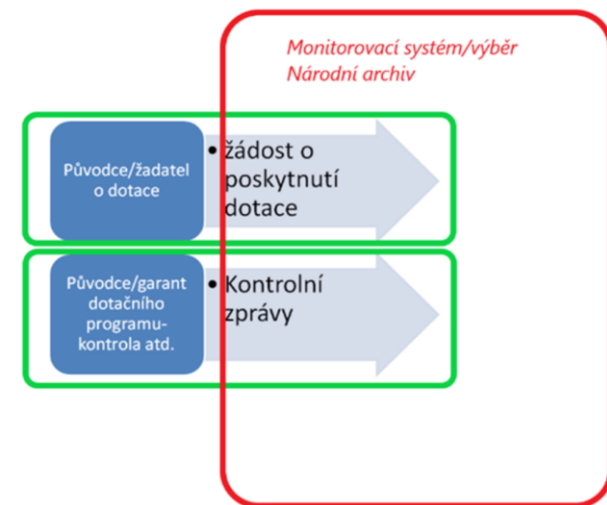 Monitorovací systém/výběr
Národní archiv
Původce/žadatel
o dotace
• žádost o
poskytnutí
dotace
Původce/garant
dotačního
programu-
kontrola atd.
• Kontrolní
zprávy